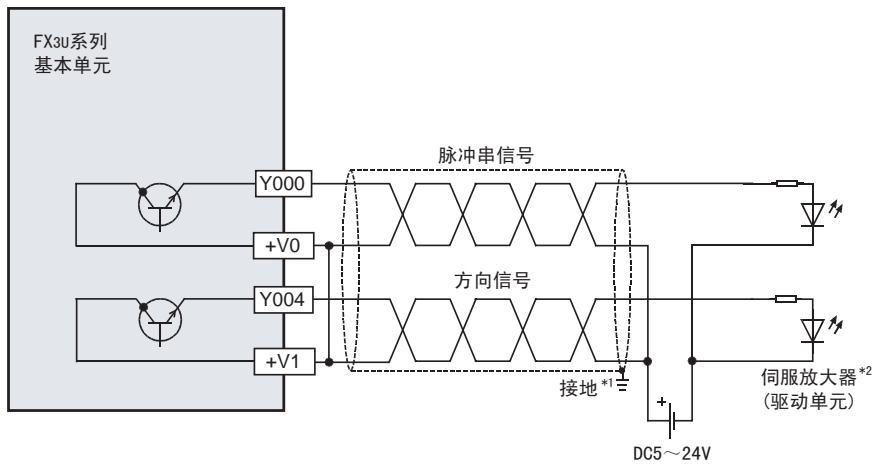 FX3U系列
基本单元
脉冲串信号
Y000
+V0
方向信号
Y004
+V1
接地*1
伺服放大器*2
(驱动单元)
+
DC5～24V